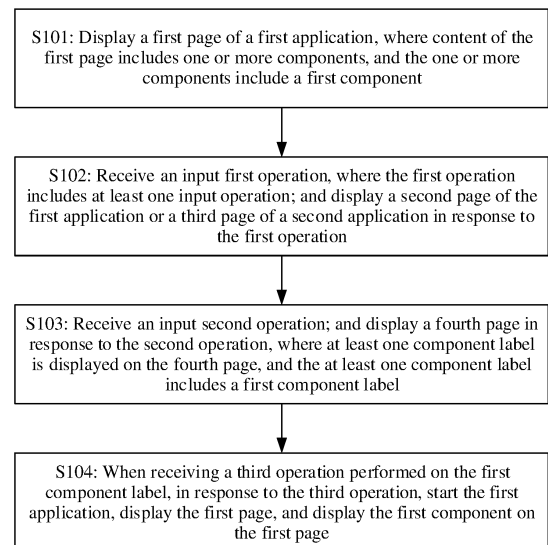 S101: Display a first page of a first application, where content of the
first page includes one or more components, and the one or more
components include a first component
S102: Receive an input first operation, where the first operation
includes at least one input operation; and display a second page of the
first application or a third page of a second application in response to
the first operation
S103: Receive an input second operation; and display a fourth page in
response to the second operation, where at least one component label
is displayed on the fourth page, and the at least one component label
includes a first component label
S104: When receiving a third operation performed on the first
component label, in response to the third operation, start the first
application, display the first page, and display the first component on
the first page